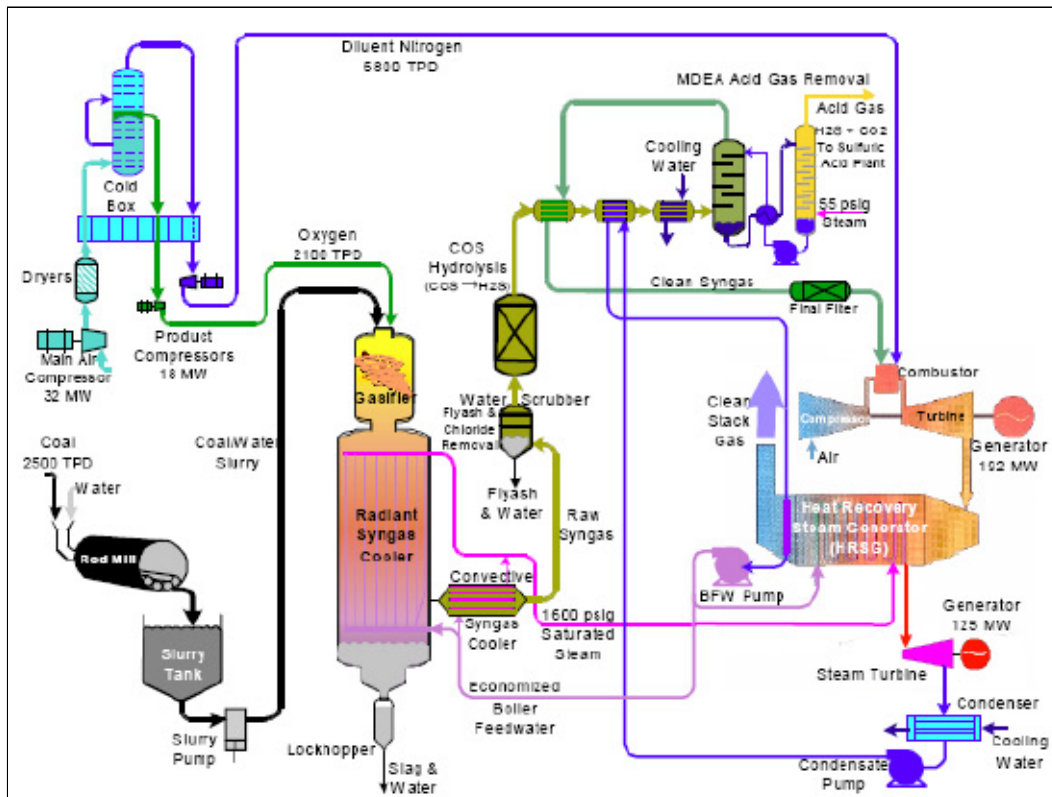 Diluent Nitrogen
5800 TPD
MDEA Acid Gas Removal
Acid Gas
H2S + CO2
To Sulfuric
Acid Plant
Cooling
Water
55 psig
Steam
Cold
Box
Oxygen
2100 TPD
COS
Hydrolysis
(COS → H2S)
Clean Syngas
Final Filter
Dryers
Product
Compressors
18 MW
Main Air
Compressor
32 MW
Gasifier
Water Scrubber
Flyash &
Chloride
Removal
Clean
Stack
Gas
Combustor
Compressor
Turbine
Generator
192 MW
Air
Coal
2500 TPD
Water
Coal/Water
Slurry
Flyash
& Water
Raw
Syngas
Radiant
Syngas
Cooler
Heat Recovery
Steam Generator
(HRSG)
Rod Mill
Convective
Syngas
Cooler
BFW Pump
1600 psig
Saturated
Steam
Generator
125 MW
Steam Turbine
Slurry
Tank
Economized
Boiler
Feedwater
Condenser
Cooling
Water
Slurry
Pump
Lockhopper
Slag &
Water
Condensate
Pump